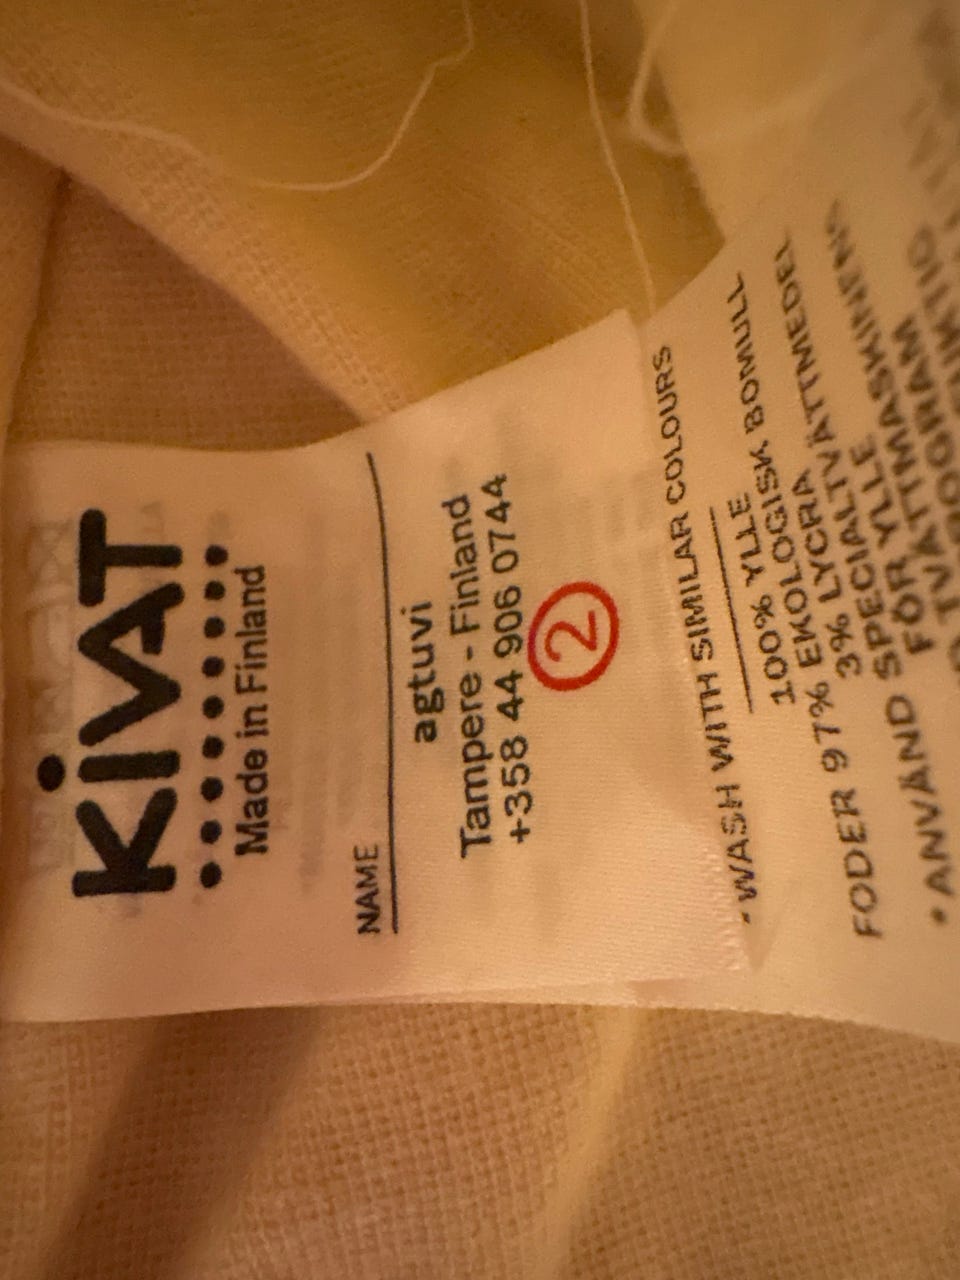 KiVAT
Made in Finland
NAME
agtuvi
Tampere - Finland
+358 44 906 0744
2
• WASH WITH SIMILAR COLOURS
100% YLLE
FODER 97% EKOLOGISK BOMULL
3% LYCRA
• ANVÄND SPECIALTVÄTTMEDEL
FÖR YLLE
TVÄTTMASKINENS